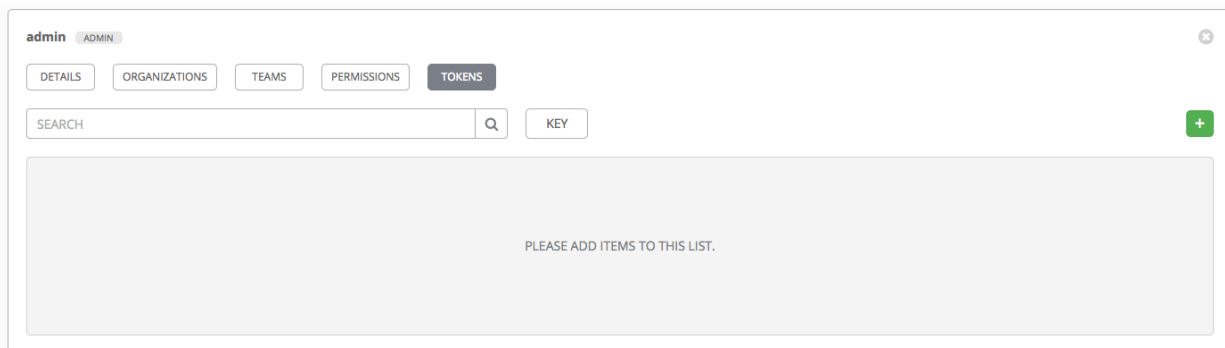 admin ADMIN
DETAILS ORGANIZATIONS TEAMS PERMISSIONS TOKENS
SEARCH KEY +
PLEASE ADD ITEMS TO THIS LIST.